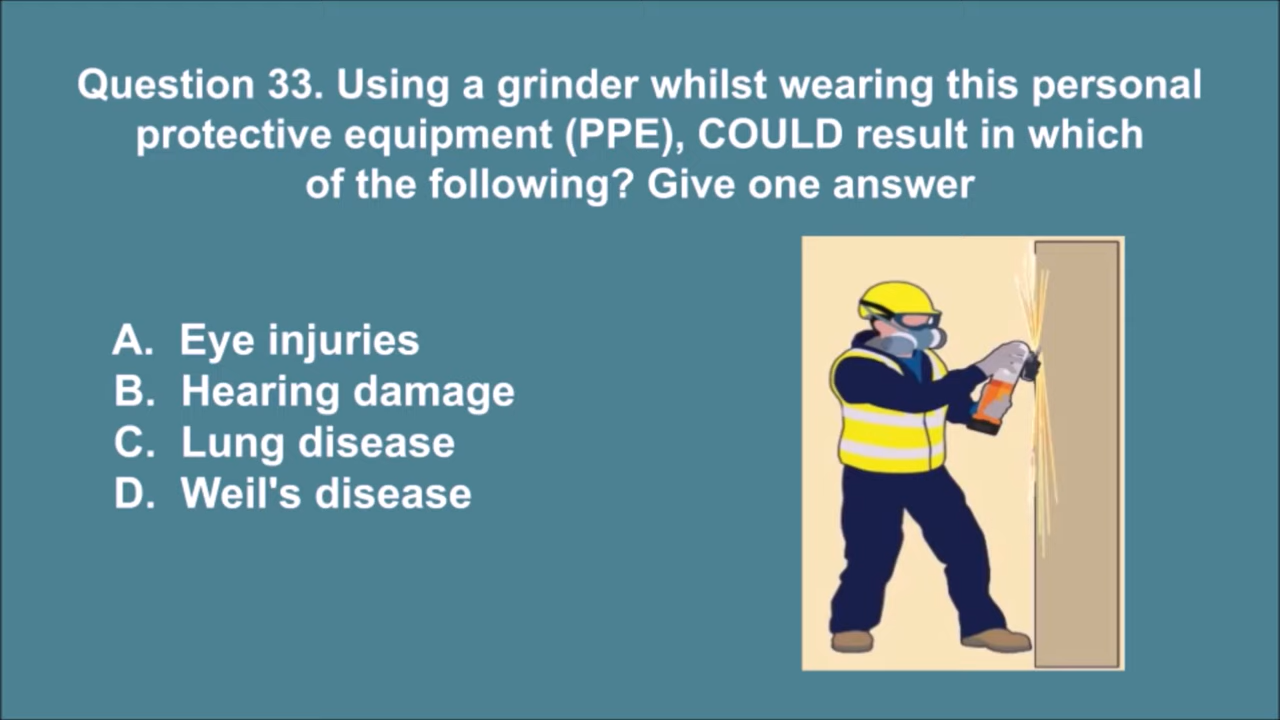 Question 33. Using a grinder whilst wearing this personal
protective equipment (PPE), COULD result in which
of the following? Give one answer
A. Eye injuries
B. Hearing damage
C. Lung disease
D. Weil's disease